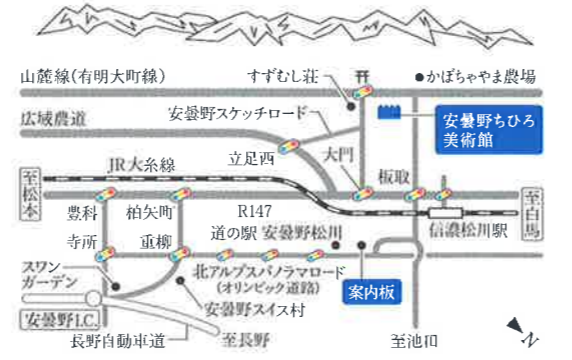 山麓線(有明大町線)
すずむし荘
かぼちゃやま農場
広域農道
安曇野スケッチロード
安曇野ちひろ
美術館
立足西
大門
板取
JR大糸線
至松本
豊科
柏矢町
R147
至白馬
信濃松川駅
寺所
重柳
道の駅 安曇野松川
スワン
ガーデン
北アルプスパノラマロード
(オリンピック道路)
案内板
安曇野I.C.
安曇野スイス村
長野自動車道
至長野
至池田
N